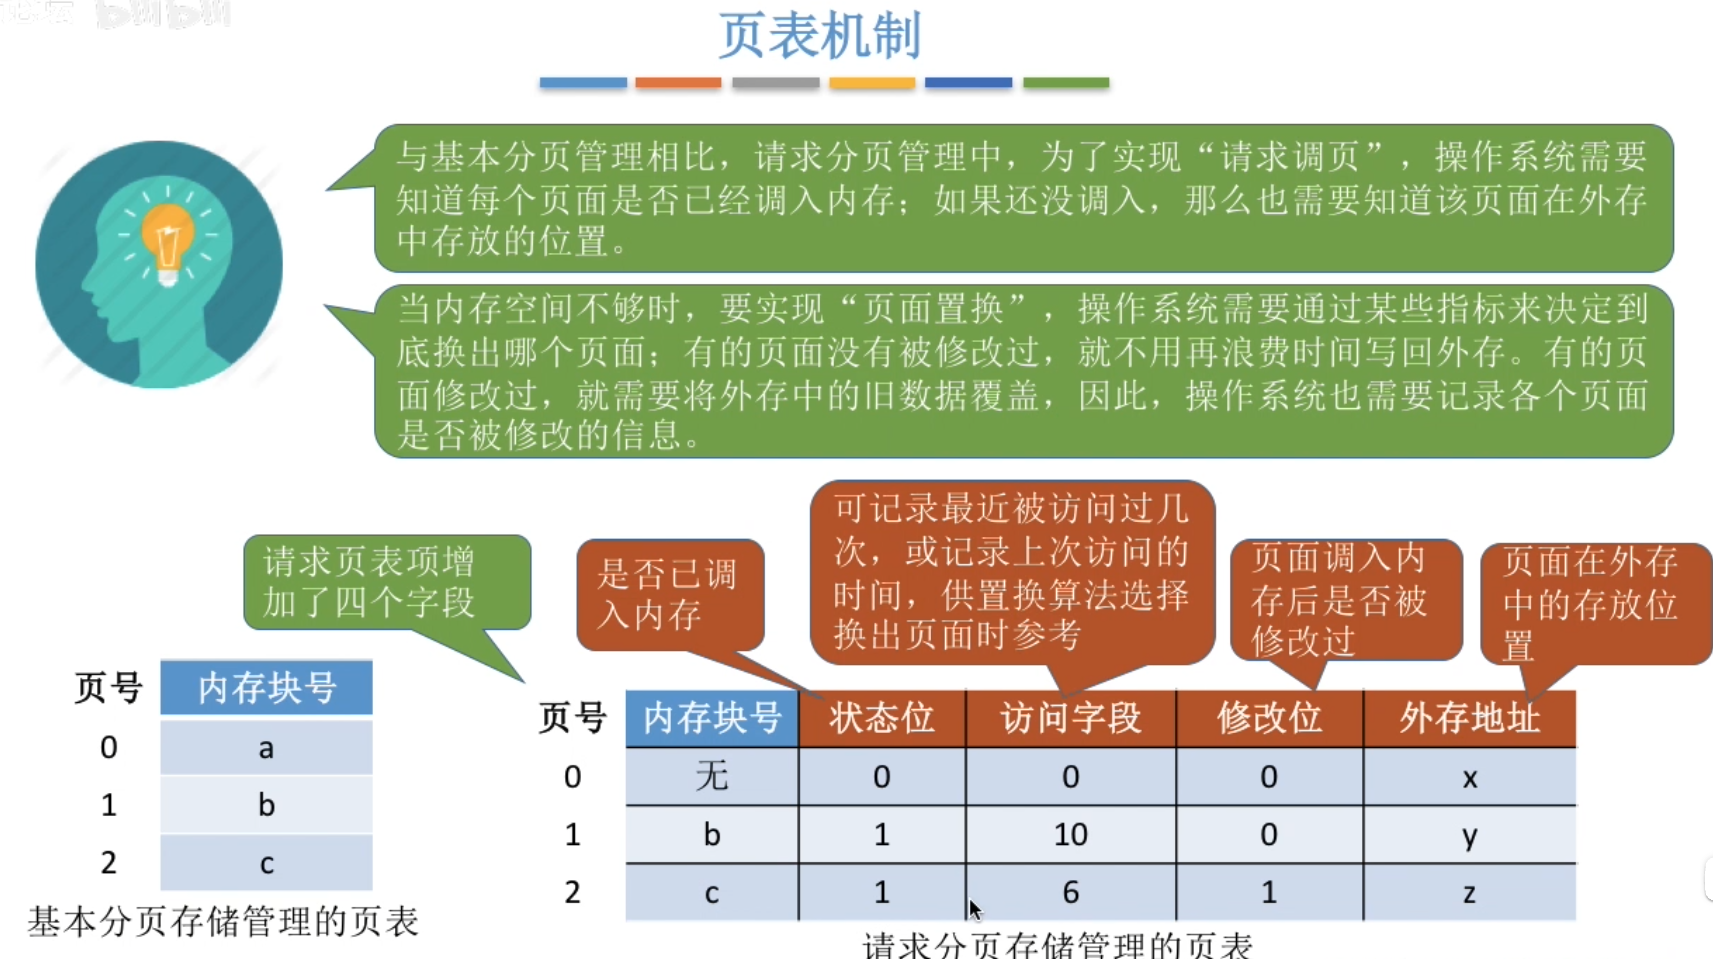 页表机制
与基本分页管理相比，请求分页管理中，为了实现“请求调页”，操作系统需要
知道每个页面是否已经调入内存；如果还没调入，那么也需要知道该页面在外存
中存放的位置。
当内存空间不够时，要实现“页面置换”，操作系统需要通过某些指标来决定到
底换出哪个页面；有的页面没有被修改过，就不用再浪费时间写回外存。有的页
面修改过，就需要将外存中的旧数据覆盖，因此，操作系统也需要记录各个页面
是否被修改的信息。
请求页表项增
加了四个字段
是否已调
入内存
可记录最近被访问过几
次，或记录上次访问的
时间，供置换算法选择
换出页面时参考
页面调入内
存后是否被
修改过
页面在外存
中的存放位
置
页号 内存块号
0 a
1 b
2 c
基本分页存储管理的页表
页号 内存块号 状态位 访问字段 修改位 外存地址
0 无 0 0 0 x
1 b 1 10 0 y
2 c 1 6 1 z
请求分页存储管理的页表